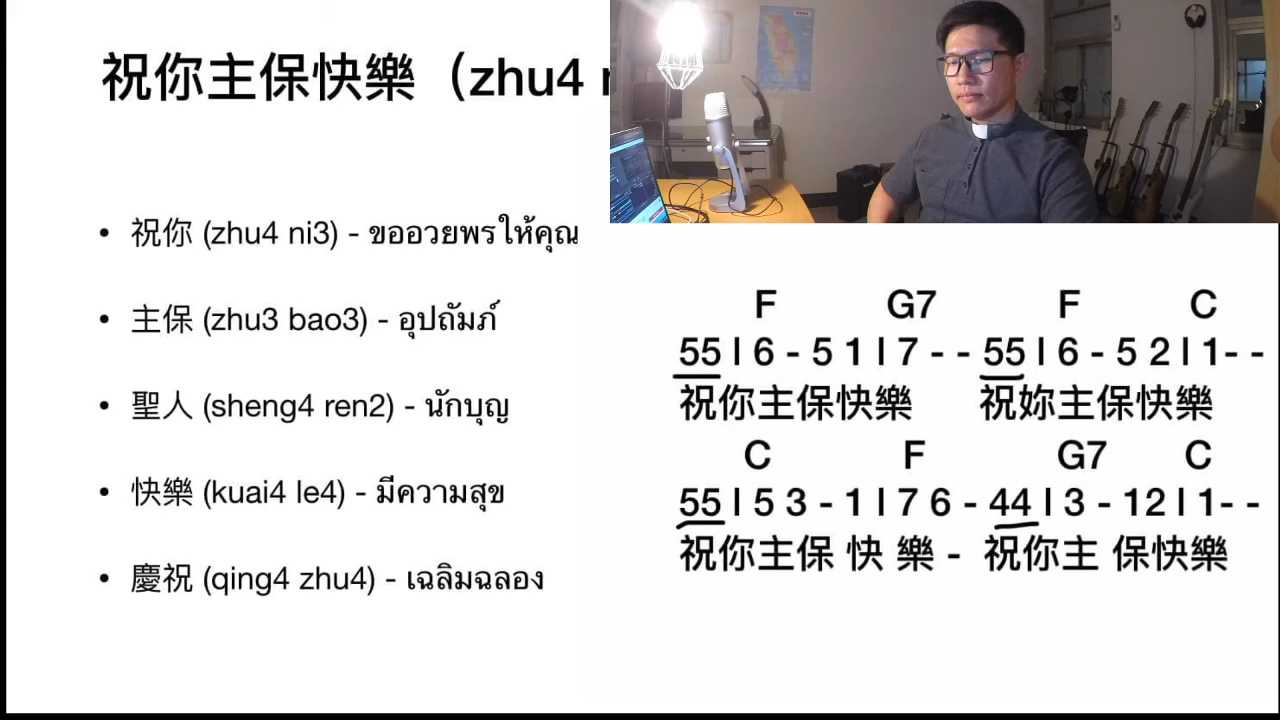 祝你主保快樂（zhu4
• 祝你 (zhu4 ni3) - ขออวยพรให้คุณ
• 主保 (zhu3 bao3) - อุปถัมภ์
• 聖人 (sheng4 ren2) - นักบุญ
• 快樂 (kuai4 le4) - มีความสุข
• 慶祝 (qing4 zhu4) - เฉลิมฉลอง
F G7 F C
55 | 6 - 5 1 | 7 - - 55 | 6 - 5 2 | 1 - -
祝你主保快樂 祝妳主保快樂
C F G7 C
55 | 5 3 - 1 | 7 6 - 44 | 3 - 12 | 1 - -
祝你主保 快 樂 - 祝你主 保快樂